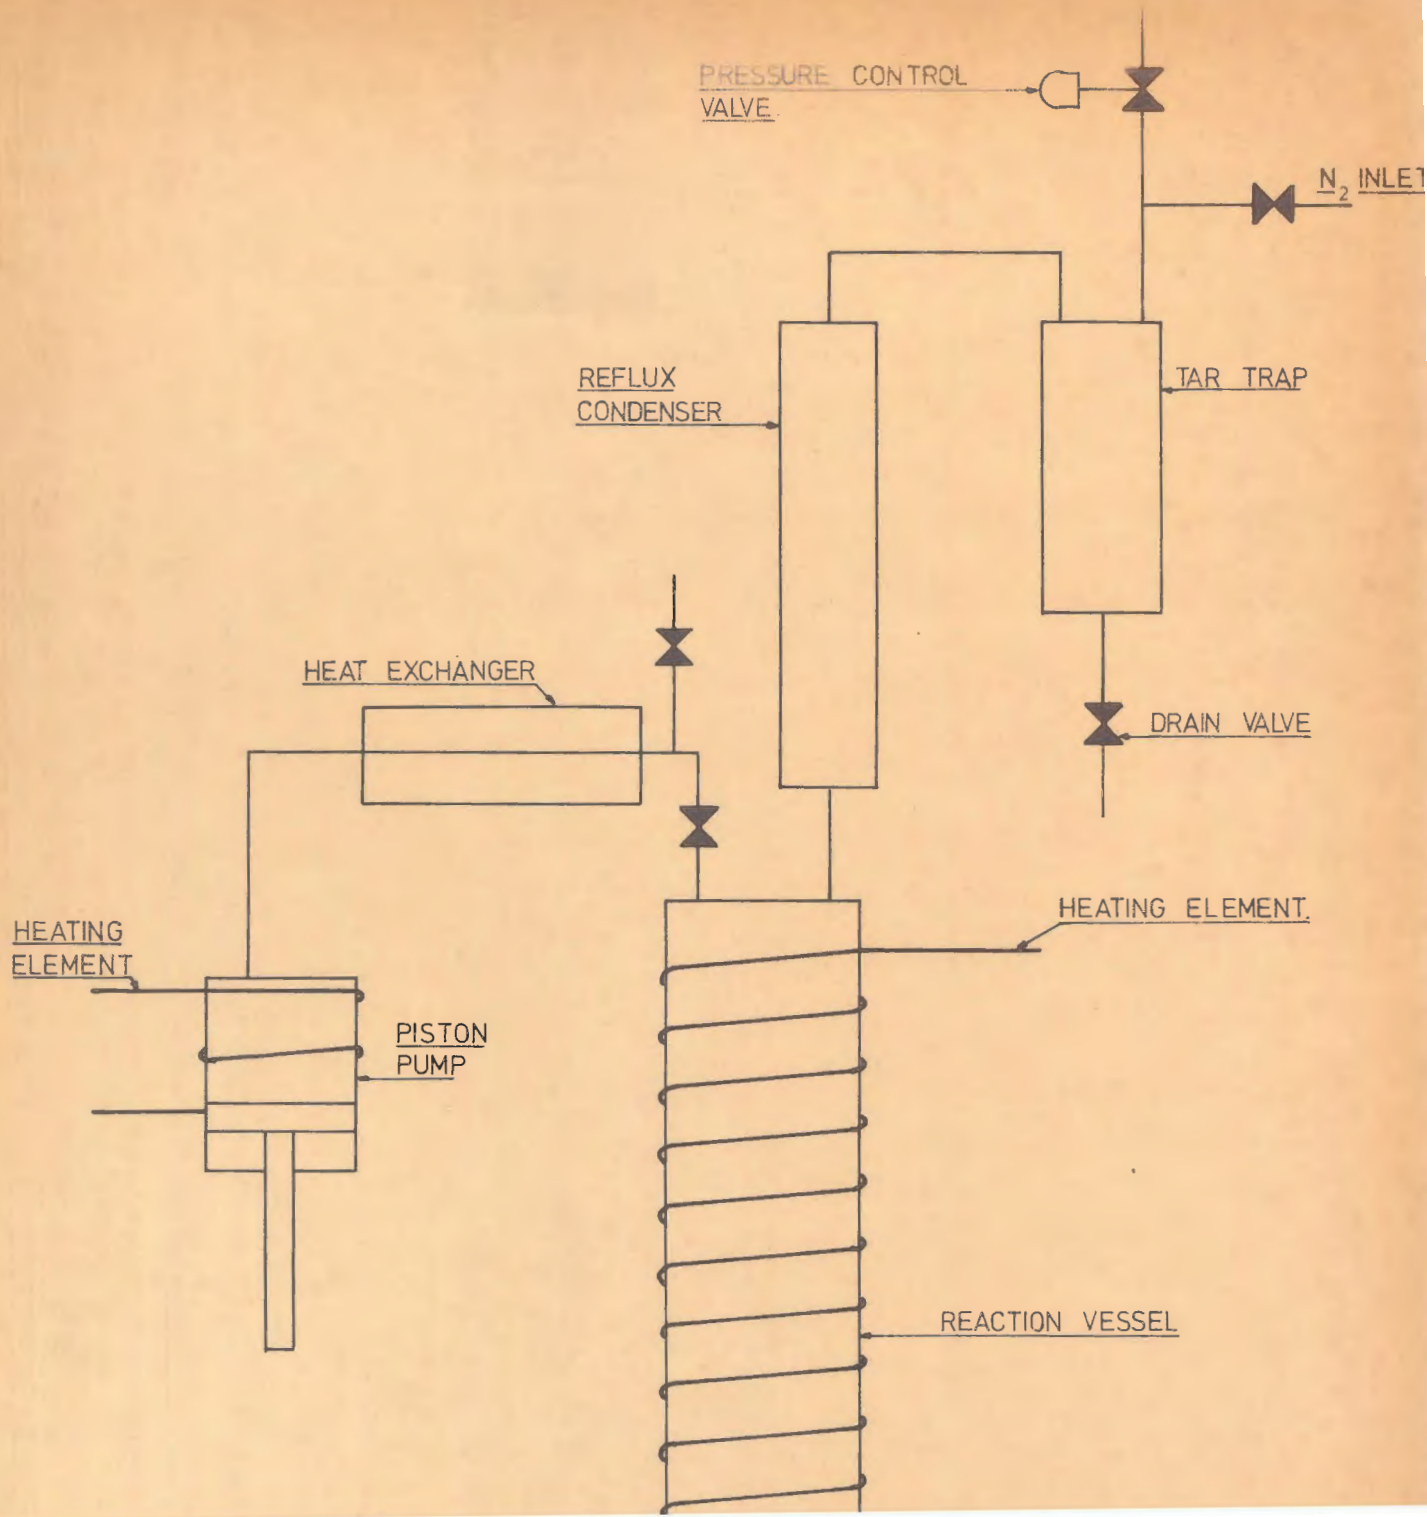 PRESSURE CONTROL
VALVE.
N₂ INLET
REFLUX
CONDENSER
TAR TRAP
HEAT EXCHANGER
DRAIN VALVE
HEATING
ELEMENT
HEATING ELEMENT.
PISTON
PUMP
REACTION VESSEL